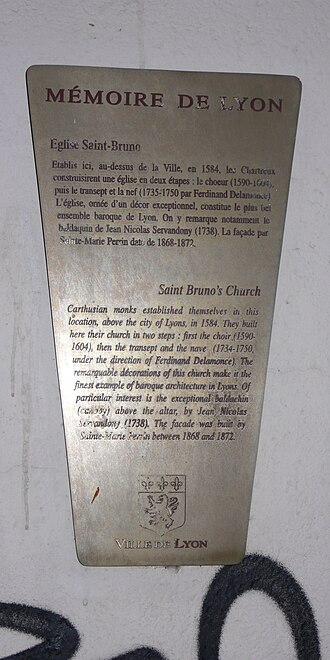 MÉMOIRE DE LYON
Eglise Saint-Bruno
Etablis ici, au-dessus de la Ville, en 1584, les Chartreux
construisirent une église en deux étapes : le choeur (1590-1604),
puis le transept et la nef (1735-1750 par Ferdinand Delamonce)
L'église, ornée d'un décor exceptionnel, constitue le plus bel
ensemble baroque de Lyon. On y remarque notamment le
baldaquin de Jean Nicolas Servandony (1738). La façade par
Sainte-Marie Perrin date de 1868-1872.
Saint Bruno's Church
Carthusian monks established themselves in this
location, above the city of Lyons, in 1584. They built
here their church in two steps : first the choir (1590-
1604), then the transept and the nave (1734-1750,
under the direction of Ferdinand Delamonce). The
remarquable décorations of this church make it the
finest example of baroque architecture in Lyons. Of
particular interest is the exceptional baldachin
(canopy) above the altar, by Jean Nicolas
Servandony (1738). The facade was built by
Sainte-Marie Perrin between 1868 and 1872.
VILLE DE LYON